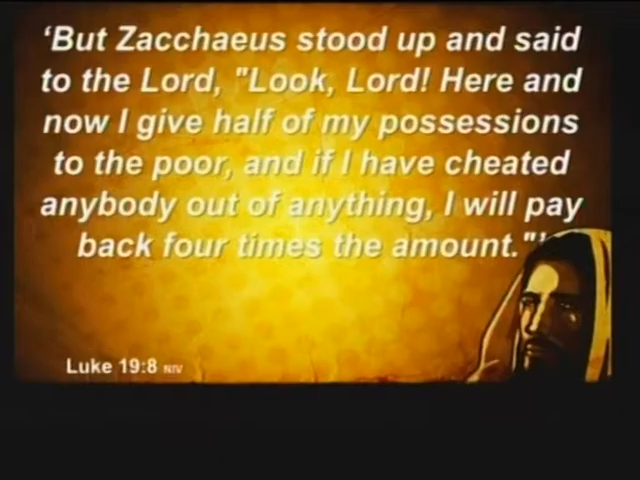 ‘But Zacchaeus stood up and said
to the Lord, "Look, Lord! Here and
now I give half of my possessions
to the poor, and if I have cheated
anybody out of anything, I will pay
back four times the amount."’
Luke 19:8 NIV